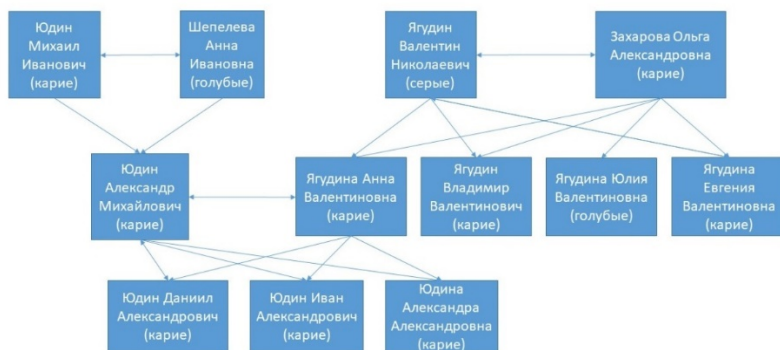 Юдин
Михаил
Иванович
(карие)
Шепелева
Анна
Ивановна
(голубые)
Ягудин
Валентин
Николаевич
(серые)
Захарова Ольга
Александровна
(карие)
Юдин
Александр
Михайлович
(карие)
Ягудина Анна
Валентиновна
(карие)
Ягудин
Владимир
Валентинович
(карие)
Ягудина Юлия
Валентиновна
(голубые)
Ягудина
Евгения
Валентиновна
(карие)
Юдин Даниил
Александрович
(карие)
Юдин Иван
Александрович
(карие)
Юдина
Александра
Александровна
(карие)